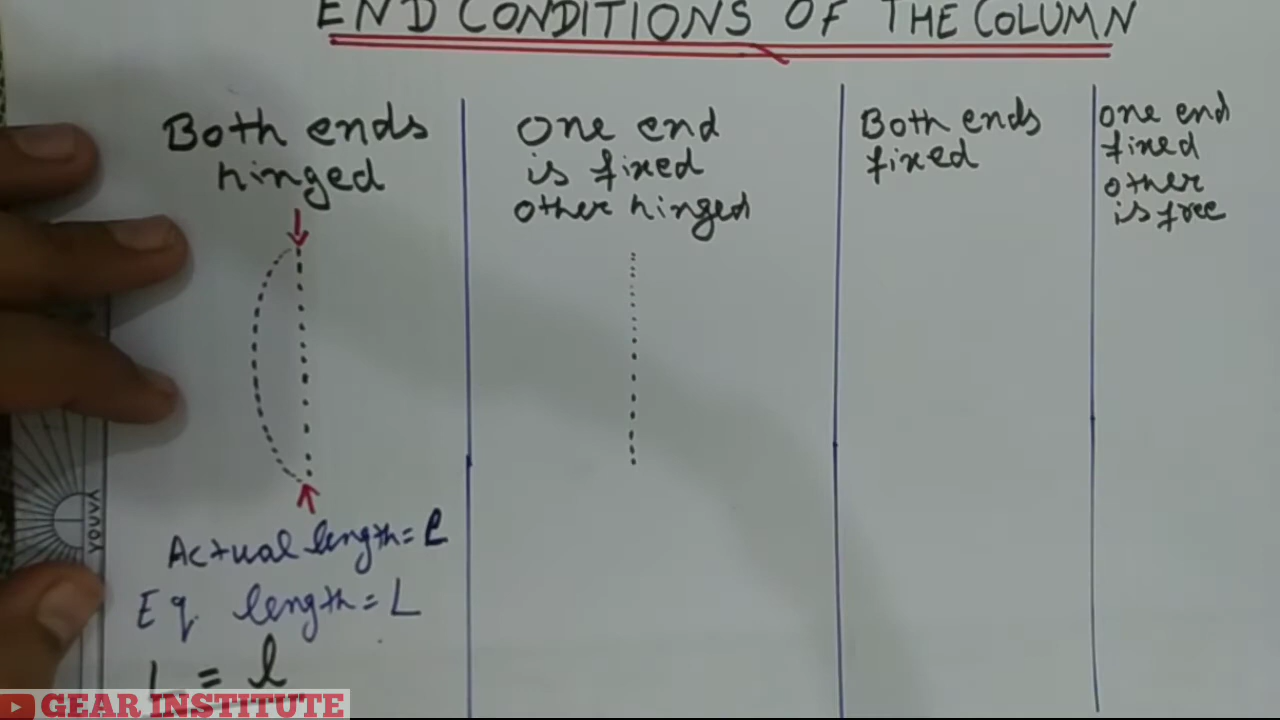 END CONDITIONS OF THE COLUMN
Both ends
hinged
One end
is fixed
other hinged
Both ends
fixed
One end
fixed
other
is free
Actual length = l
Eq. length = L
L = l
YOUVA
GEAR INSTITUTE